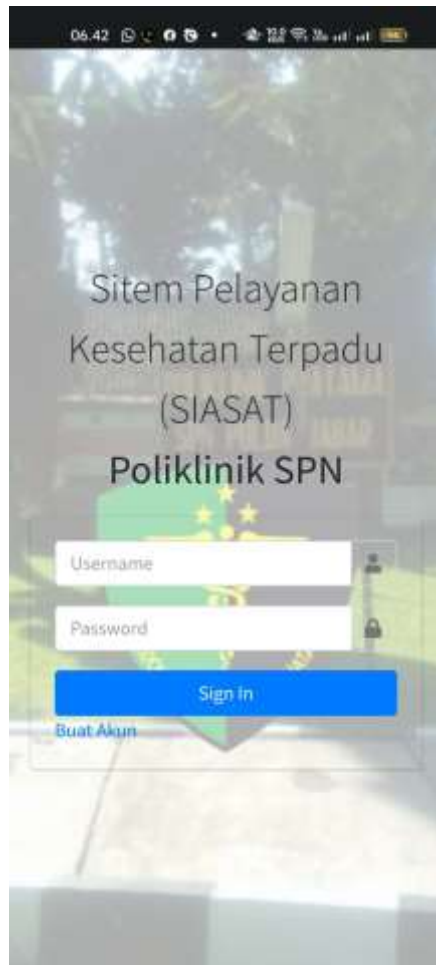 06.42
Sitem Pelayanan
Kesehatan Terpadu
(SIASAT)
Poliklinik SPN
Username
Password
Sign In
Buat Akun